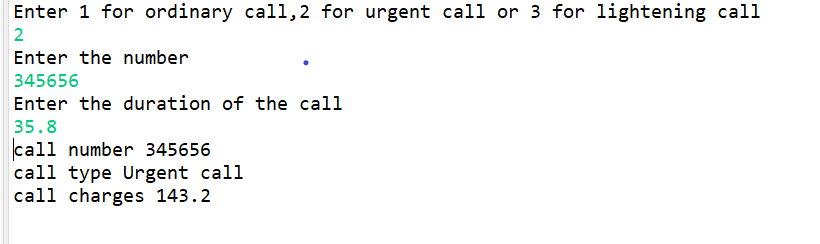 Enter 1 for ordinary call,2 for urgent call or 3 for lightening call
2
Enter the number
345656
Enter the duration of the call
35.8
call number 345656
call type Urgent call
call charges 143.2